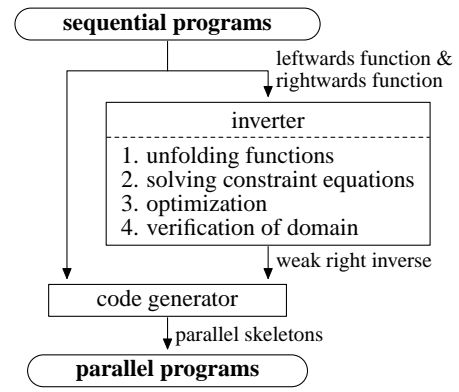 sequential programs
leftwards function &
rightwards function
inverter
1. unfolding functions
2. solving constraint equations
3. optimization
4. verification of domain
weak right inverse
code generator
parallel skeletons
parallel programs